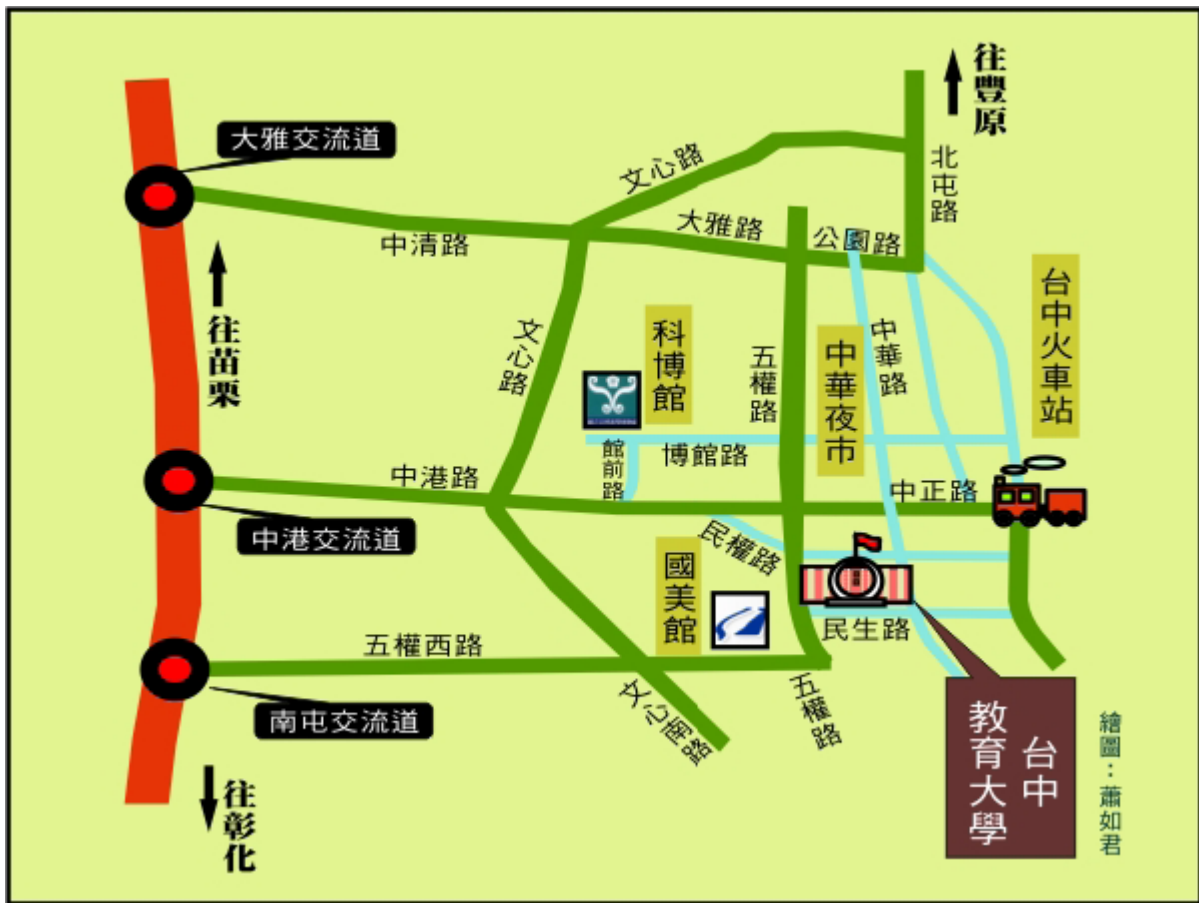 往豐原
大雅交流道
文心路
北屯路
大雅路
公園路
中清路
台中火車站
往苗栗
科博館
文心路
五權路
中華夜市
中華路
館前路
博館路
中港路
中正路
中港交流道
民權路
國美館
民生路
五權西路
文心南路
五權路
南屯交流道
台中
教育大學
繪圖：蕭如君
往彰化